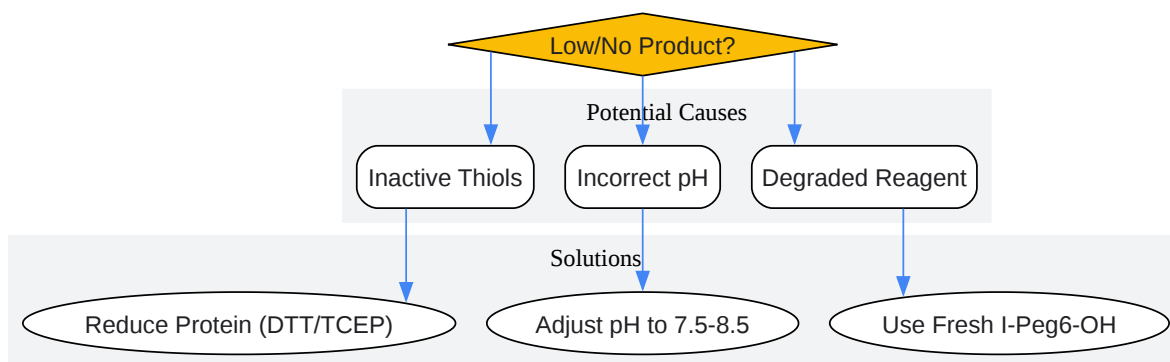 Low/No Product?
Potential Causes
Inactive Thiols
Incorrect pH
Degraded Reagent
Solutions
Reduce Protein (DTT/TCEP)
Adjust pH to 7.5-8.5
Use Fresh I-Peg6-OH